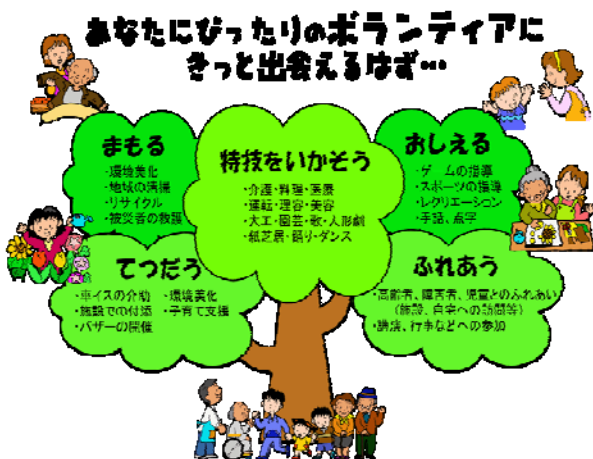 あなたにぴったりのボランティアに
きっと出会えるはず…
まもる
・環境美化
・地域の清掃
・リサイクル
・被災者の救護
特技をいかそう
・介護・料理・医療
・運転・理容・美容
・大工・園芸・歌・人形劇
・紙芝居・踊り・ダンス
おしえる
・ゲームの指導
・スポーツの指導
・レクリエーション
・手話、点字
てつだう
・車イスの介助 ・環境美化
・施設での付添 ・子育て支援
・バザーの開催
ふれあう
・高齢者、障害者、児童とのふれあい
(施設、自宅への訪問等)
・講演、行事などへの参加